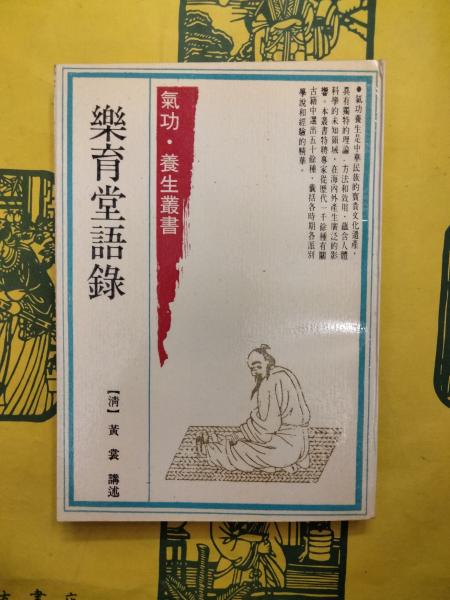 ●氣功養生是中華民族的寶貴文化遺產，
具有獨特的理論、方法和效用，蘊含人體
科學的未知領域，在海內外產生廣泛的影
響。本叢書特聘專家從歷代一千餘種有關
古籍中選出五十餘種，囊括各時期各派別
學說和經驗的精華。
氣功·養生叢書
樂育堂語錄
【清】黃裳 講述
古書店